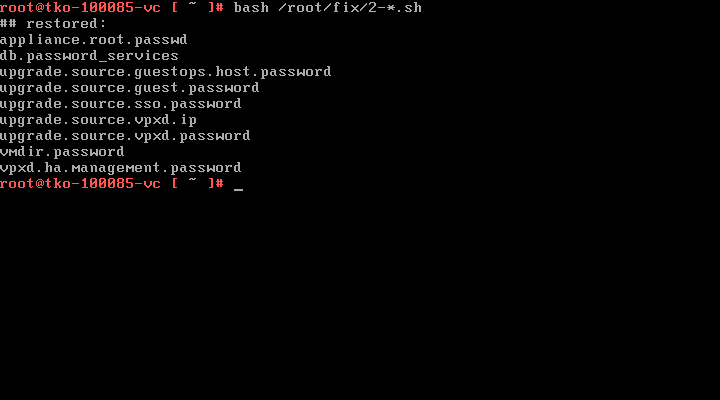 root@tko-100085-vc [ ~ ]# bash /root/fix/2-*.sh
## restored:
appliance.root.passwd
db.password_services
upgrade.source.guestops.host.password
upgrade.source.guest.password
upgrade.source.sso.password
upgrade.source.vpxd.ip
upgrade.source.vpxd.password
vmdir.password
vpxd.ha.management.password
root@tko-100085-vc [ ~ ]# _